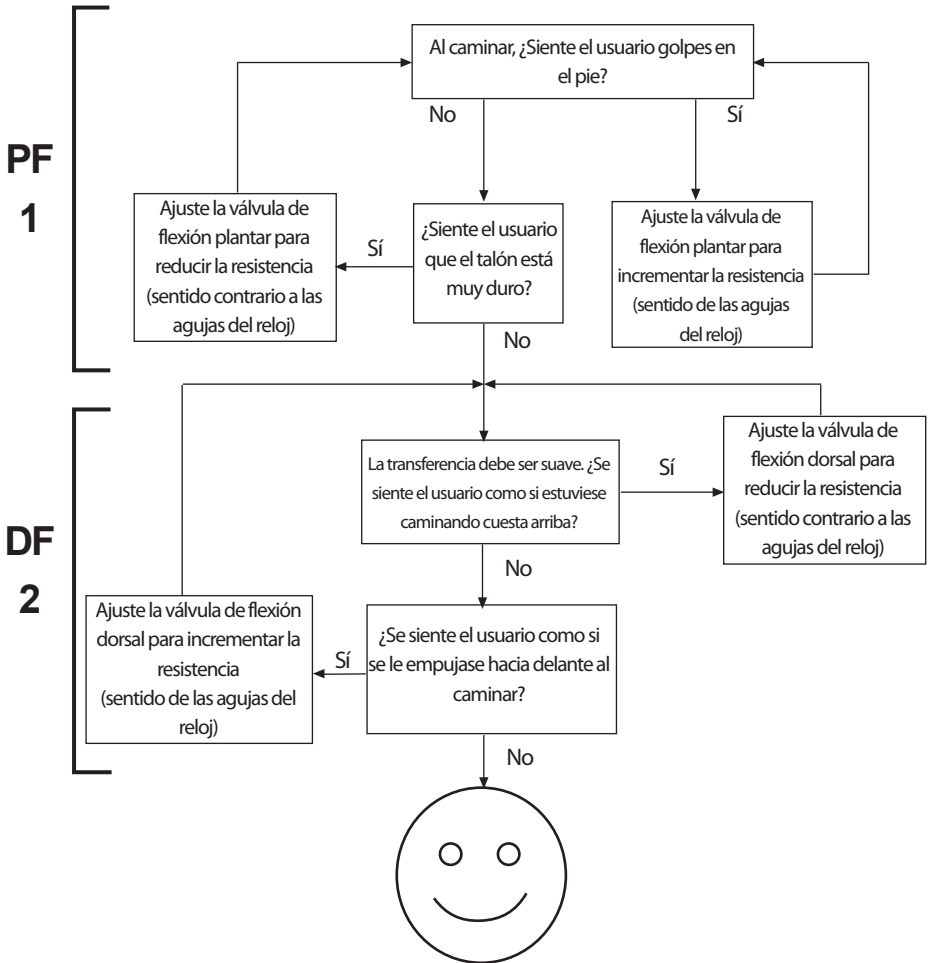 Al caminar, ¿Siente el usuario golpes en
el pie?
No
Sí
PF
1
Ajuste la válvula de
flexión plantar para
reducir la resistencia
(sentido contrario a las
agujas del reloj)
Sí
¿Siente el usuario
que el talón está
muy duro?
Ajuste la válvula de
flexión plantar para
incrementar la resistencia
(sentido de las agujas
del reloj)
No
DF
2
La transferencia debe ser suave. ¿Se
siente el usuario como si estuviese
caminando cuesta arriba?
Sí
Ajuste la válvula de
flexión dorsal para
reducir la resistencia
(sentido contrario a las
agujas del reloj)
No
Ajuste la válvula de flexión
dorsal para incrementar la
resistencia
(sentido de las agujas del
reloj)
Sí
¿Se siente el usuario como si
se le empujase hacia delante al
caminar?
No